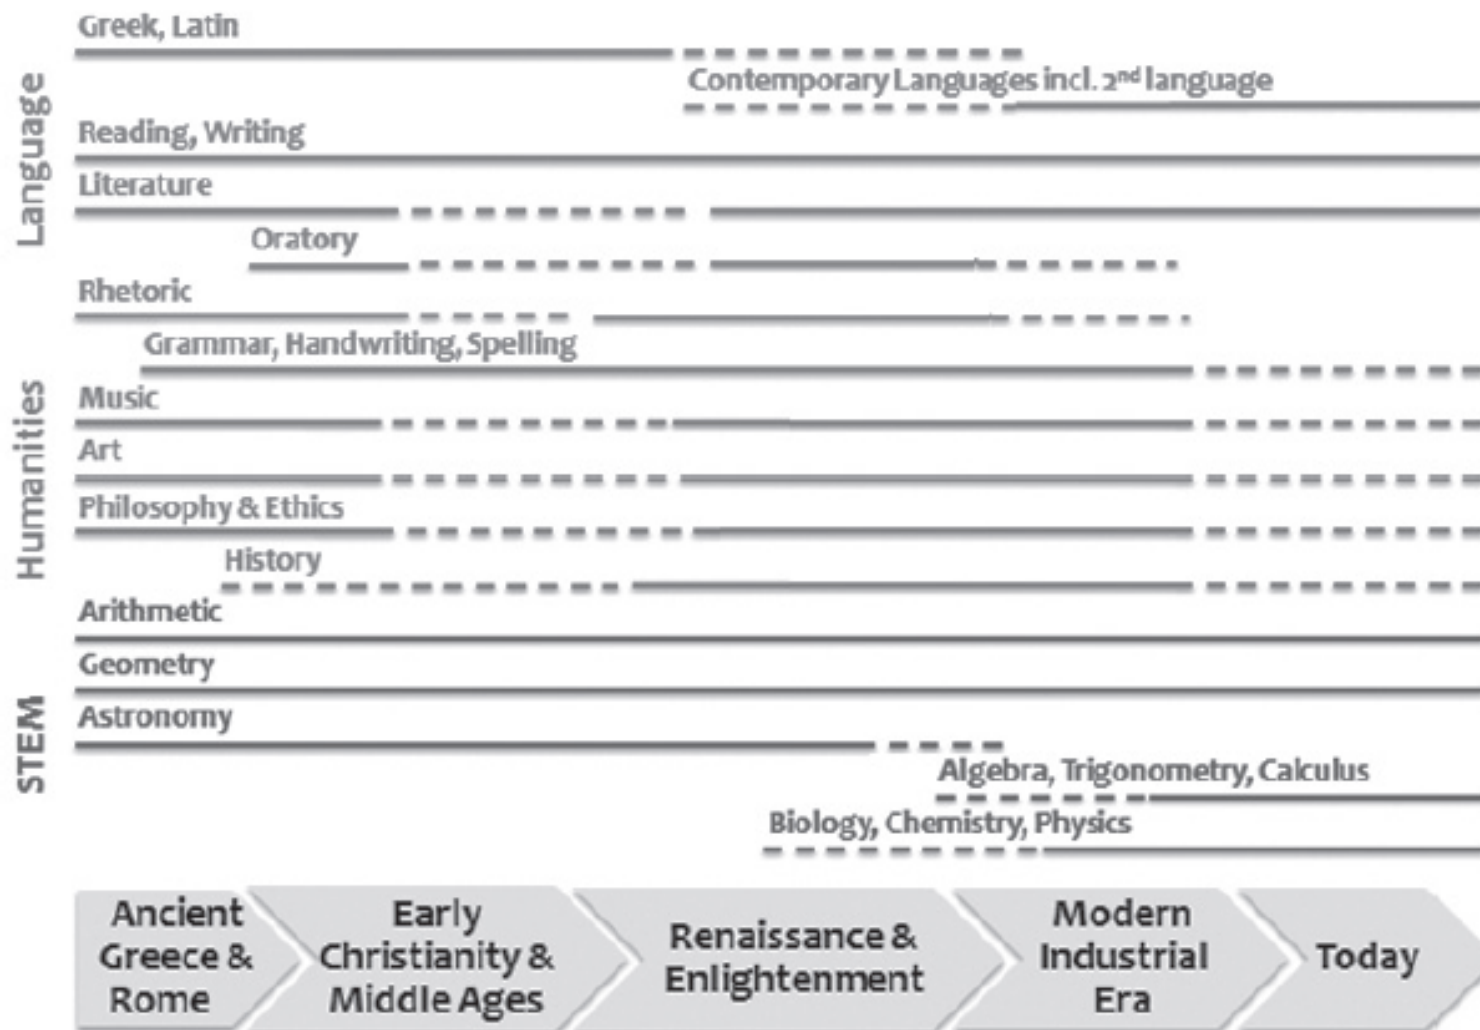 Greek, Latin
Contemporary Languages incl. 2nd language
Reading, Writing
Literature
Oratory
Rhetoric
Grammar, Handwriting, Spelling
Music
Art
Philosophy & Ethics
History
Arithmetic
Geometry
Astronomy
Algebra, Trigonometry, Calculus
Biology, Chemistry, Physics
Language
Humanities
STEM
Ancient
Greece &
Rome
Early
Christianity &
Middle Ages
Renaissance &
Enlightenment
Modern
Industrial
Era
Today